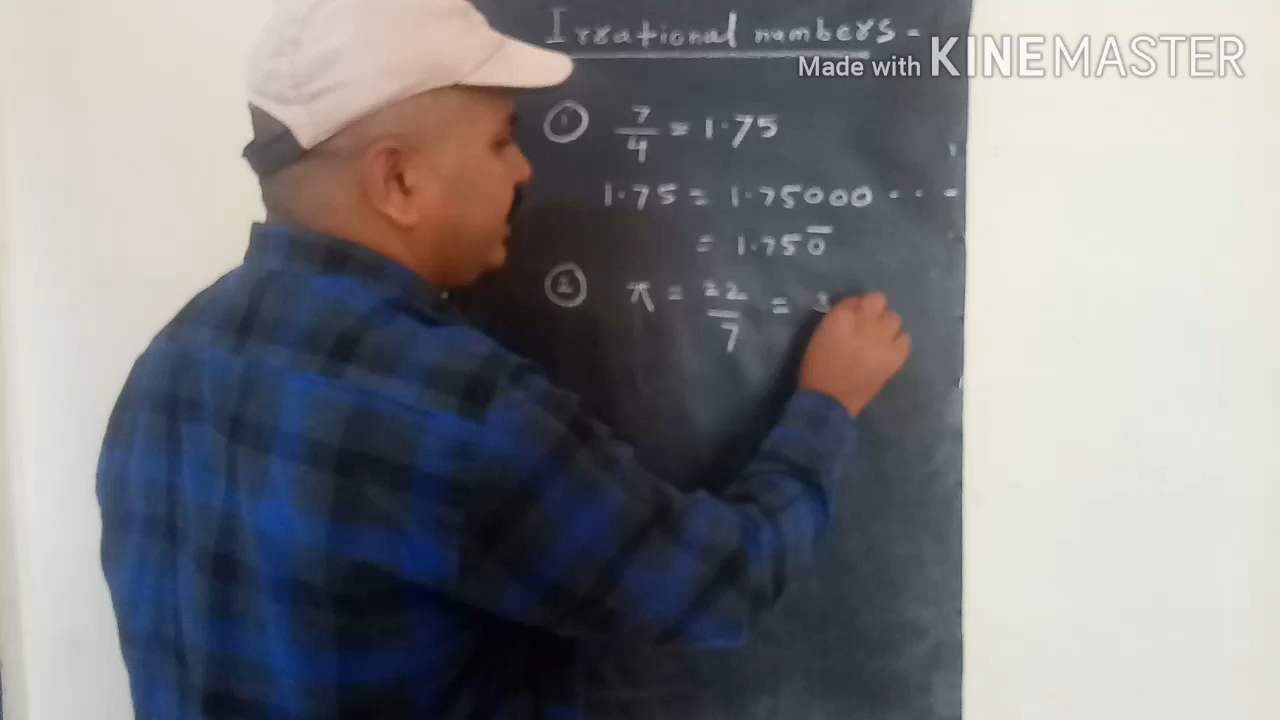 Irrational numbers -
Made with KINEMASTER
① 7/4 = 1.75
1.75 = 1.75000 . . -
= 1.750̅
② π = 22/7 = 3